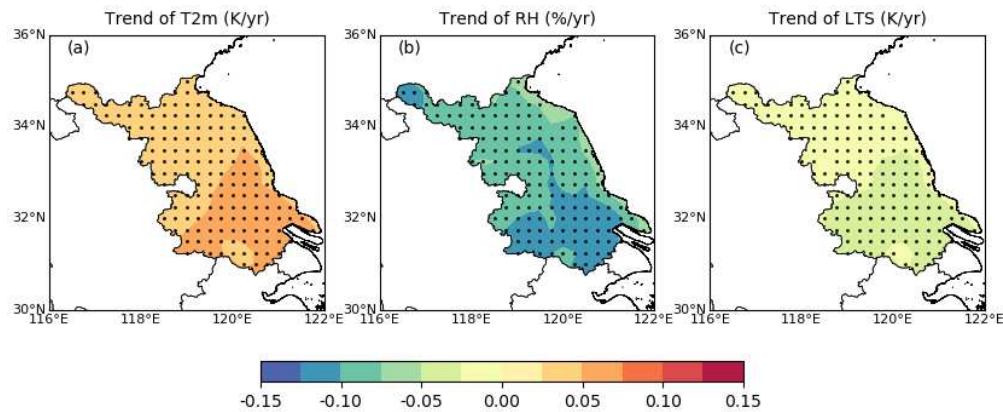 Trend of T2m (K/yr) Trend of RH (%/yr) Trend of LTS (K/yr)
36°N 36°N 36°N
(a) (b) (c)
34°N 34°N 34°N
32°N 32°N 32°N
30°N 30°N 30°N
116°E 118°E 120°E 122°E 116°E 118°E 120°E 122°E 116°E 118°E 120°E 122°E
-0.15 -0.10 -0.05 0.00 0.05 0.10 0.15